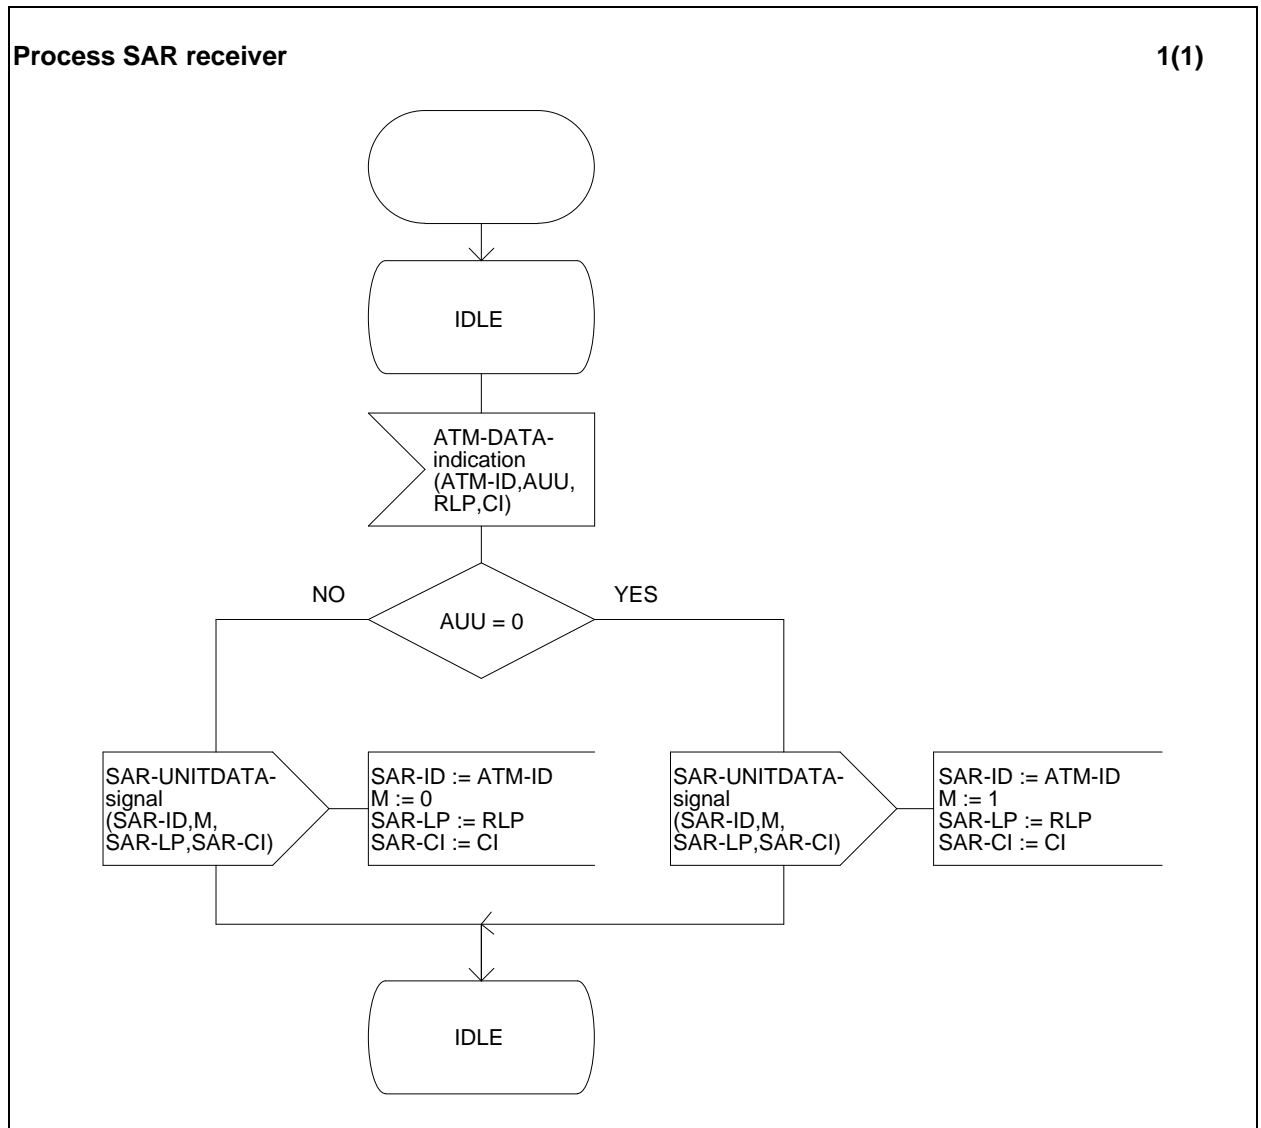 Process SAR receiver
1(1)
IDLE
ATM-DATA-
indication
(ATM-ID,AUU,
RLP,CI)
NO
YES
AUU = 0
SAR-UNITDATA-
signal
(SAR-ID,M,
SAR-LP,SAR-CI)
SAR-ID := ATM-ID
M := 0
SAR-LP := RLP
SAR-CI := CI
SAR-UNITDATA-
signal
(SAR-ID,M,
SAR-LP,SAR-CI)
SAR-ID := ATM-ID
M := 1
SAR-LP := RLP
SAR-CI := CI
IDLE